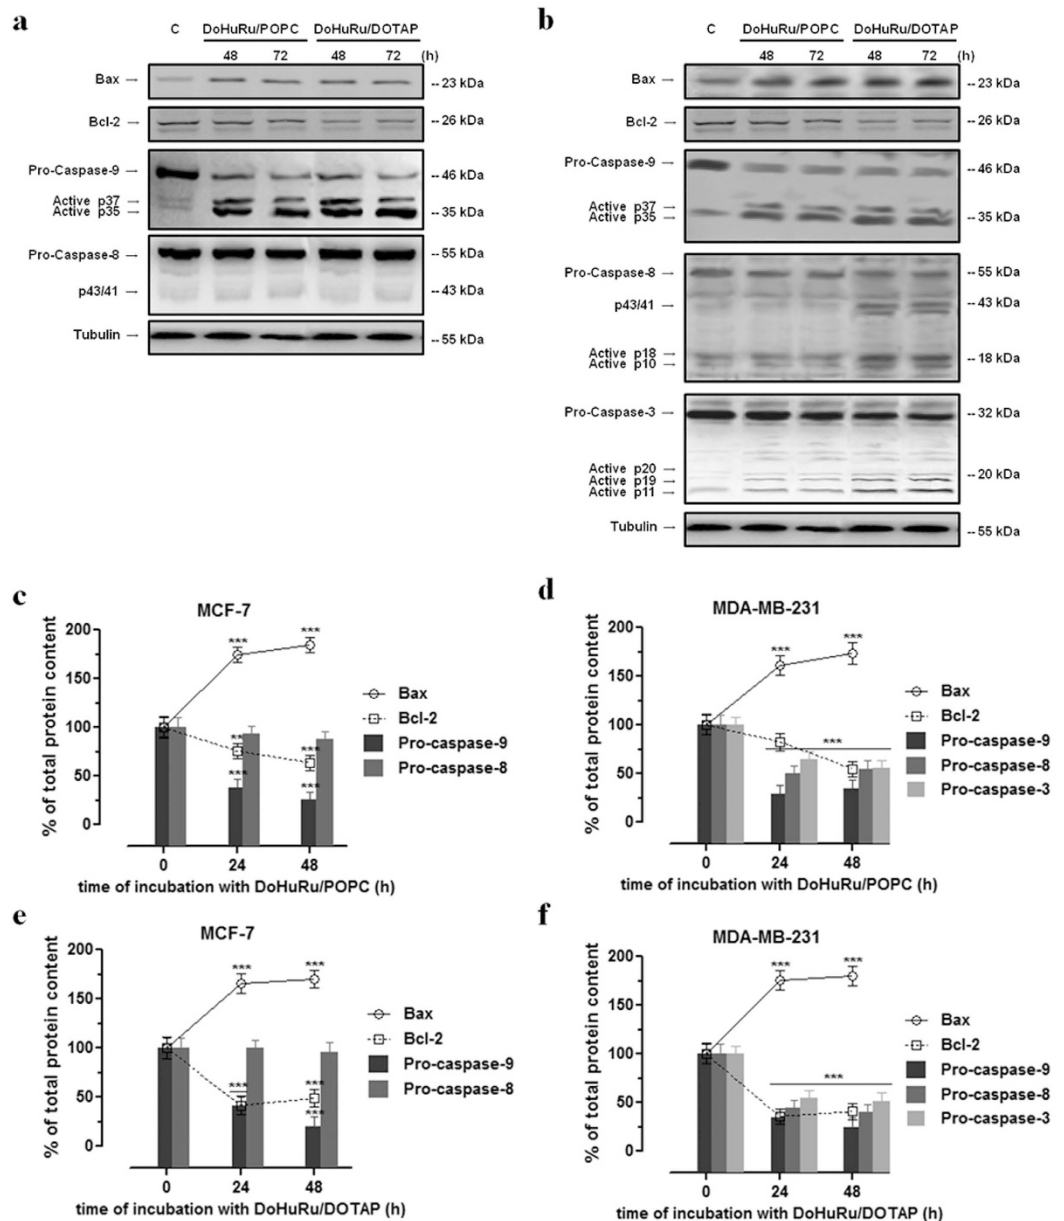 a
C DoHuRu/POPC DoHuRu/DOTAP
48 72 48 72 (h)
Bax → -- 23 kDa
Bcl-2 → -- 26 kDa
Pro-Caspase-9 → -- 46 kDa
Active p37 →
Active p35 → -- 35 kDa
Pro-Caspase-8 → -- 55 kDa
p43/41 → -- 43 kDa
Tubulin → -- 55 kDa
b
C DoHuRu/POPC DoHuRu/DOTAP
48 72 48 72 (h)
Bax → -- 23 kDa
Bcl-2 → -- 26 kDa
Pro-Caspase-9 → -- 46 kDa
Active p37 →
Active p35 → -- 35 kDa
Pro-Caspase-8 → -- 55 kDa
p43/41 → -- 43 kDa
Active p18 → -- 18 kDa
Active p10 →
Pro-Caspase-3 → -- 32 kDa
Active p20 → -- 20 kDa
Active p19 →
Active p11 →
Tubulin → -- 55 kDa
c
MCF-7
% of total protein content
200
150
100
50
0
*** ***
** ***
*** ***
Bax
Bcl-2
Pro-caspase-9
Pro-caspase-8
0 24 48
time of incubation with DoHuRu/POPC (h)
d
MDA-MB-231
% of total protein content
200
150
100
50
0
*** ***
***
Bax
Bcl-2
Pro-caspase-9
Pro-caspase-8
Pro-caspase-3
0 24 48
time of incubation with DoHuRu/POPC (h)
e
MCF-7
% of total protein content
200
150
100
50
0
*** ***
*** ***
***
Bax
Bcl-2
Pro-caspase-9
Pro-caspase-8
0 24 48
time of incubation with DoHuRu/DOTAP (h)
f
MDA-MB-231
% of total protein content
200
150
100
50
0
*** ***
***
Bax
Bcl-2
Pro-caspase-9
Pro-caspase-8
Pro-caspase-3
0 24 48
time of incubation with DoHuRu/DOTAP (h)